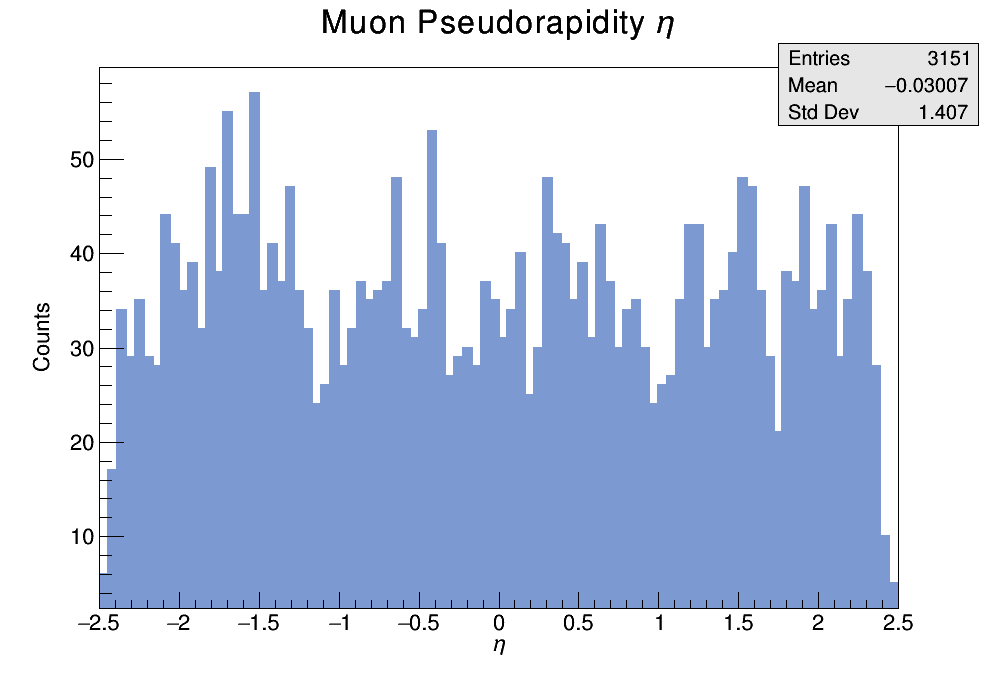 Muon Pseudorapidity η
Entries 3151
Mean −0.03007
Std Dev 1.407
Counts
50
40
30
20
10
−2.5 −2 −1.5 −1 −0.5 0 0.5 1 1.5 2 2.5
η